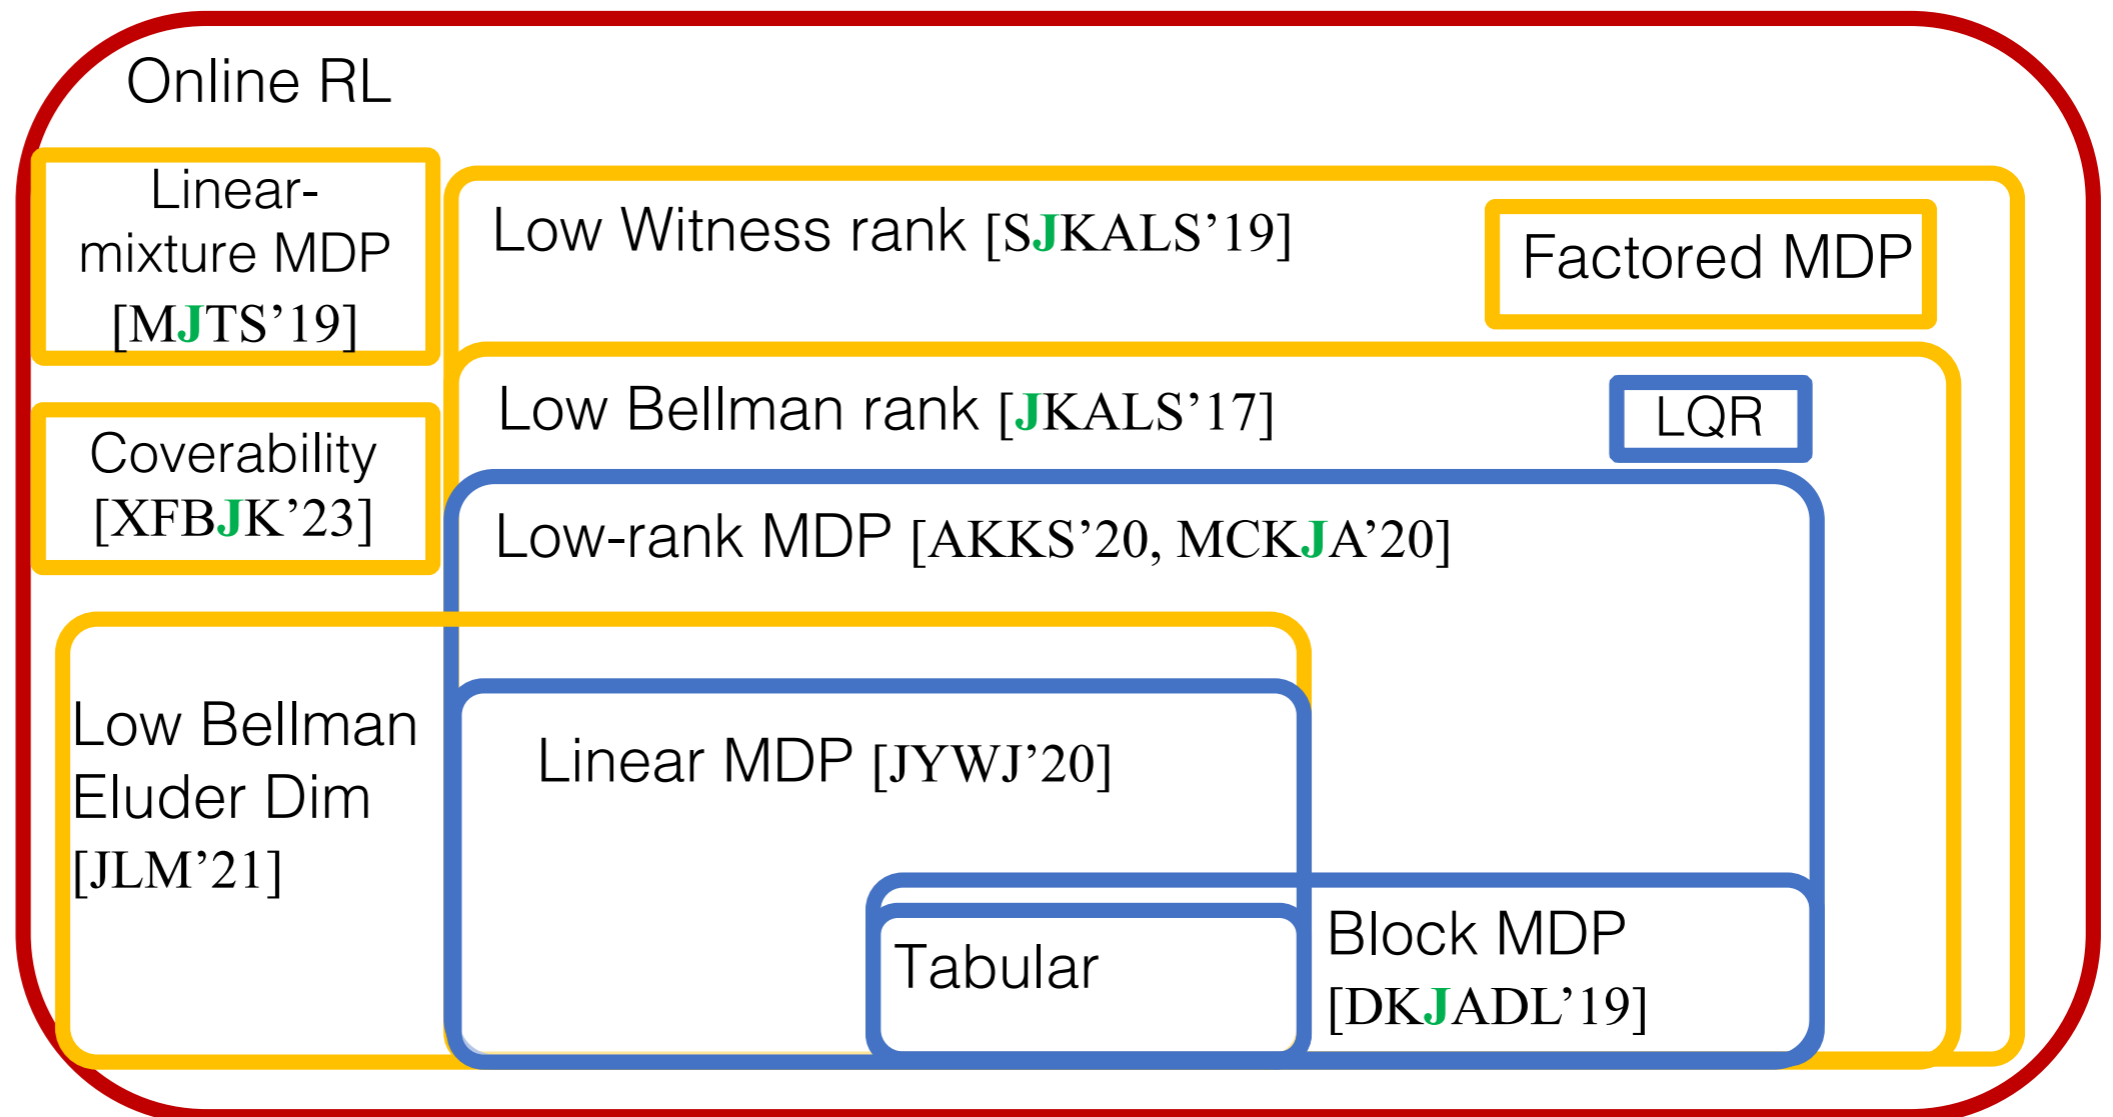 Online RL
Linear-
mixture MDP
[MJTS’19]
Low Witness rank [SJKALS’19]
Factored MDP
Low Bellman rank [JKALS’17]
LQR
Coverability
[XFBJK’23]
Low-rank MDP [AKKS’20, MCKJA’20]
Low Bellman
Eluder Dim
[JLM’21]
Linear MDP [JYWJ’20]
Tabular
Block MDP
[DKJADL’19]